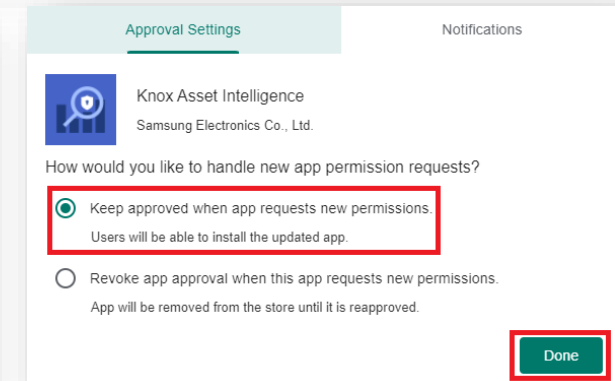 Approval Settings
Notifications
Knox Asset Intelligence
Samsung Electronics Co., Ltd.
How would you like to handle new app permission requests?
Keep approved when app requests new permissions.
Users will be able to install the updated app.
Revoke app approval when this app requests new permissions.
App will be removed from the store until it is reapproved.
Done